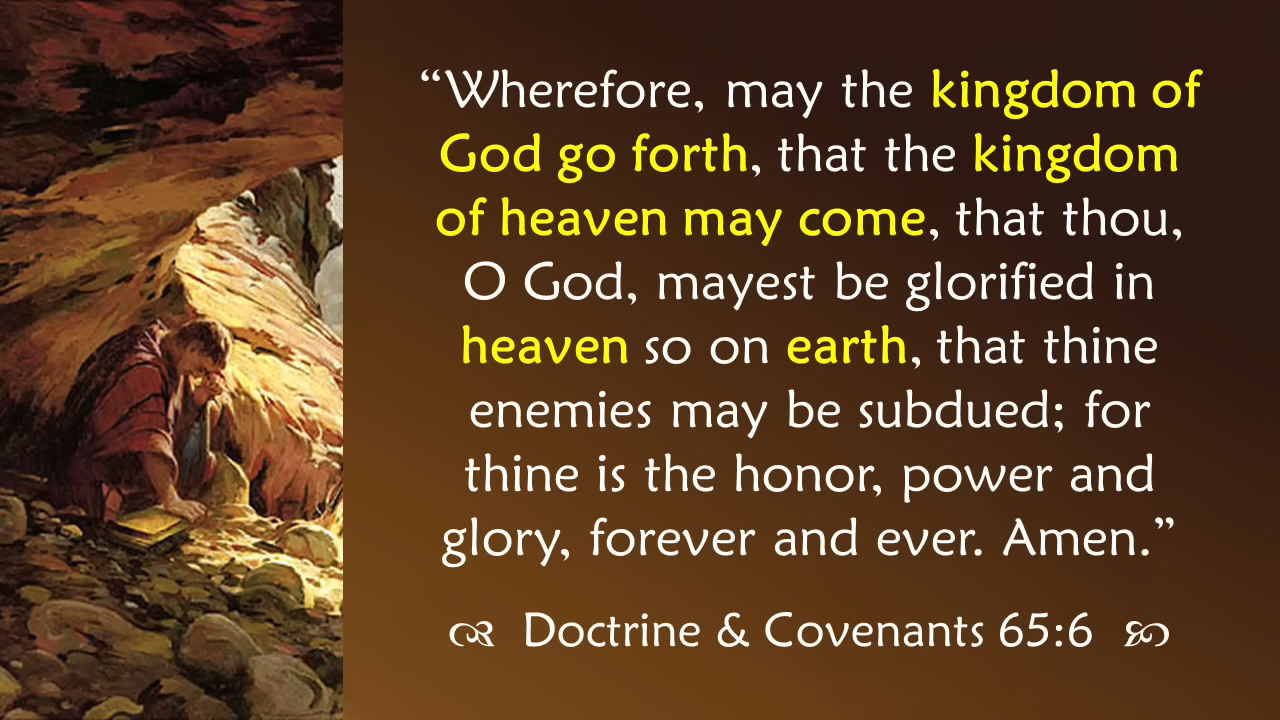 “Wherefore, may the kingdom of
God go forth, that the kingdom
of heaven may come, that thou,
O God, mayest be glorified in
heaven so on earth, that thine
enemies may be subdued; for
thine is the honor, power and
glory, forever and ever. Amen.”
Doctrine & Covenants 65:6